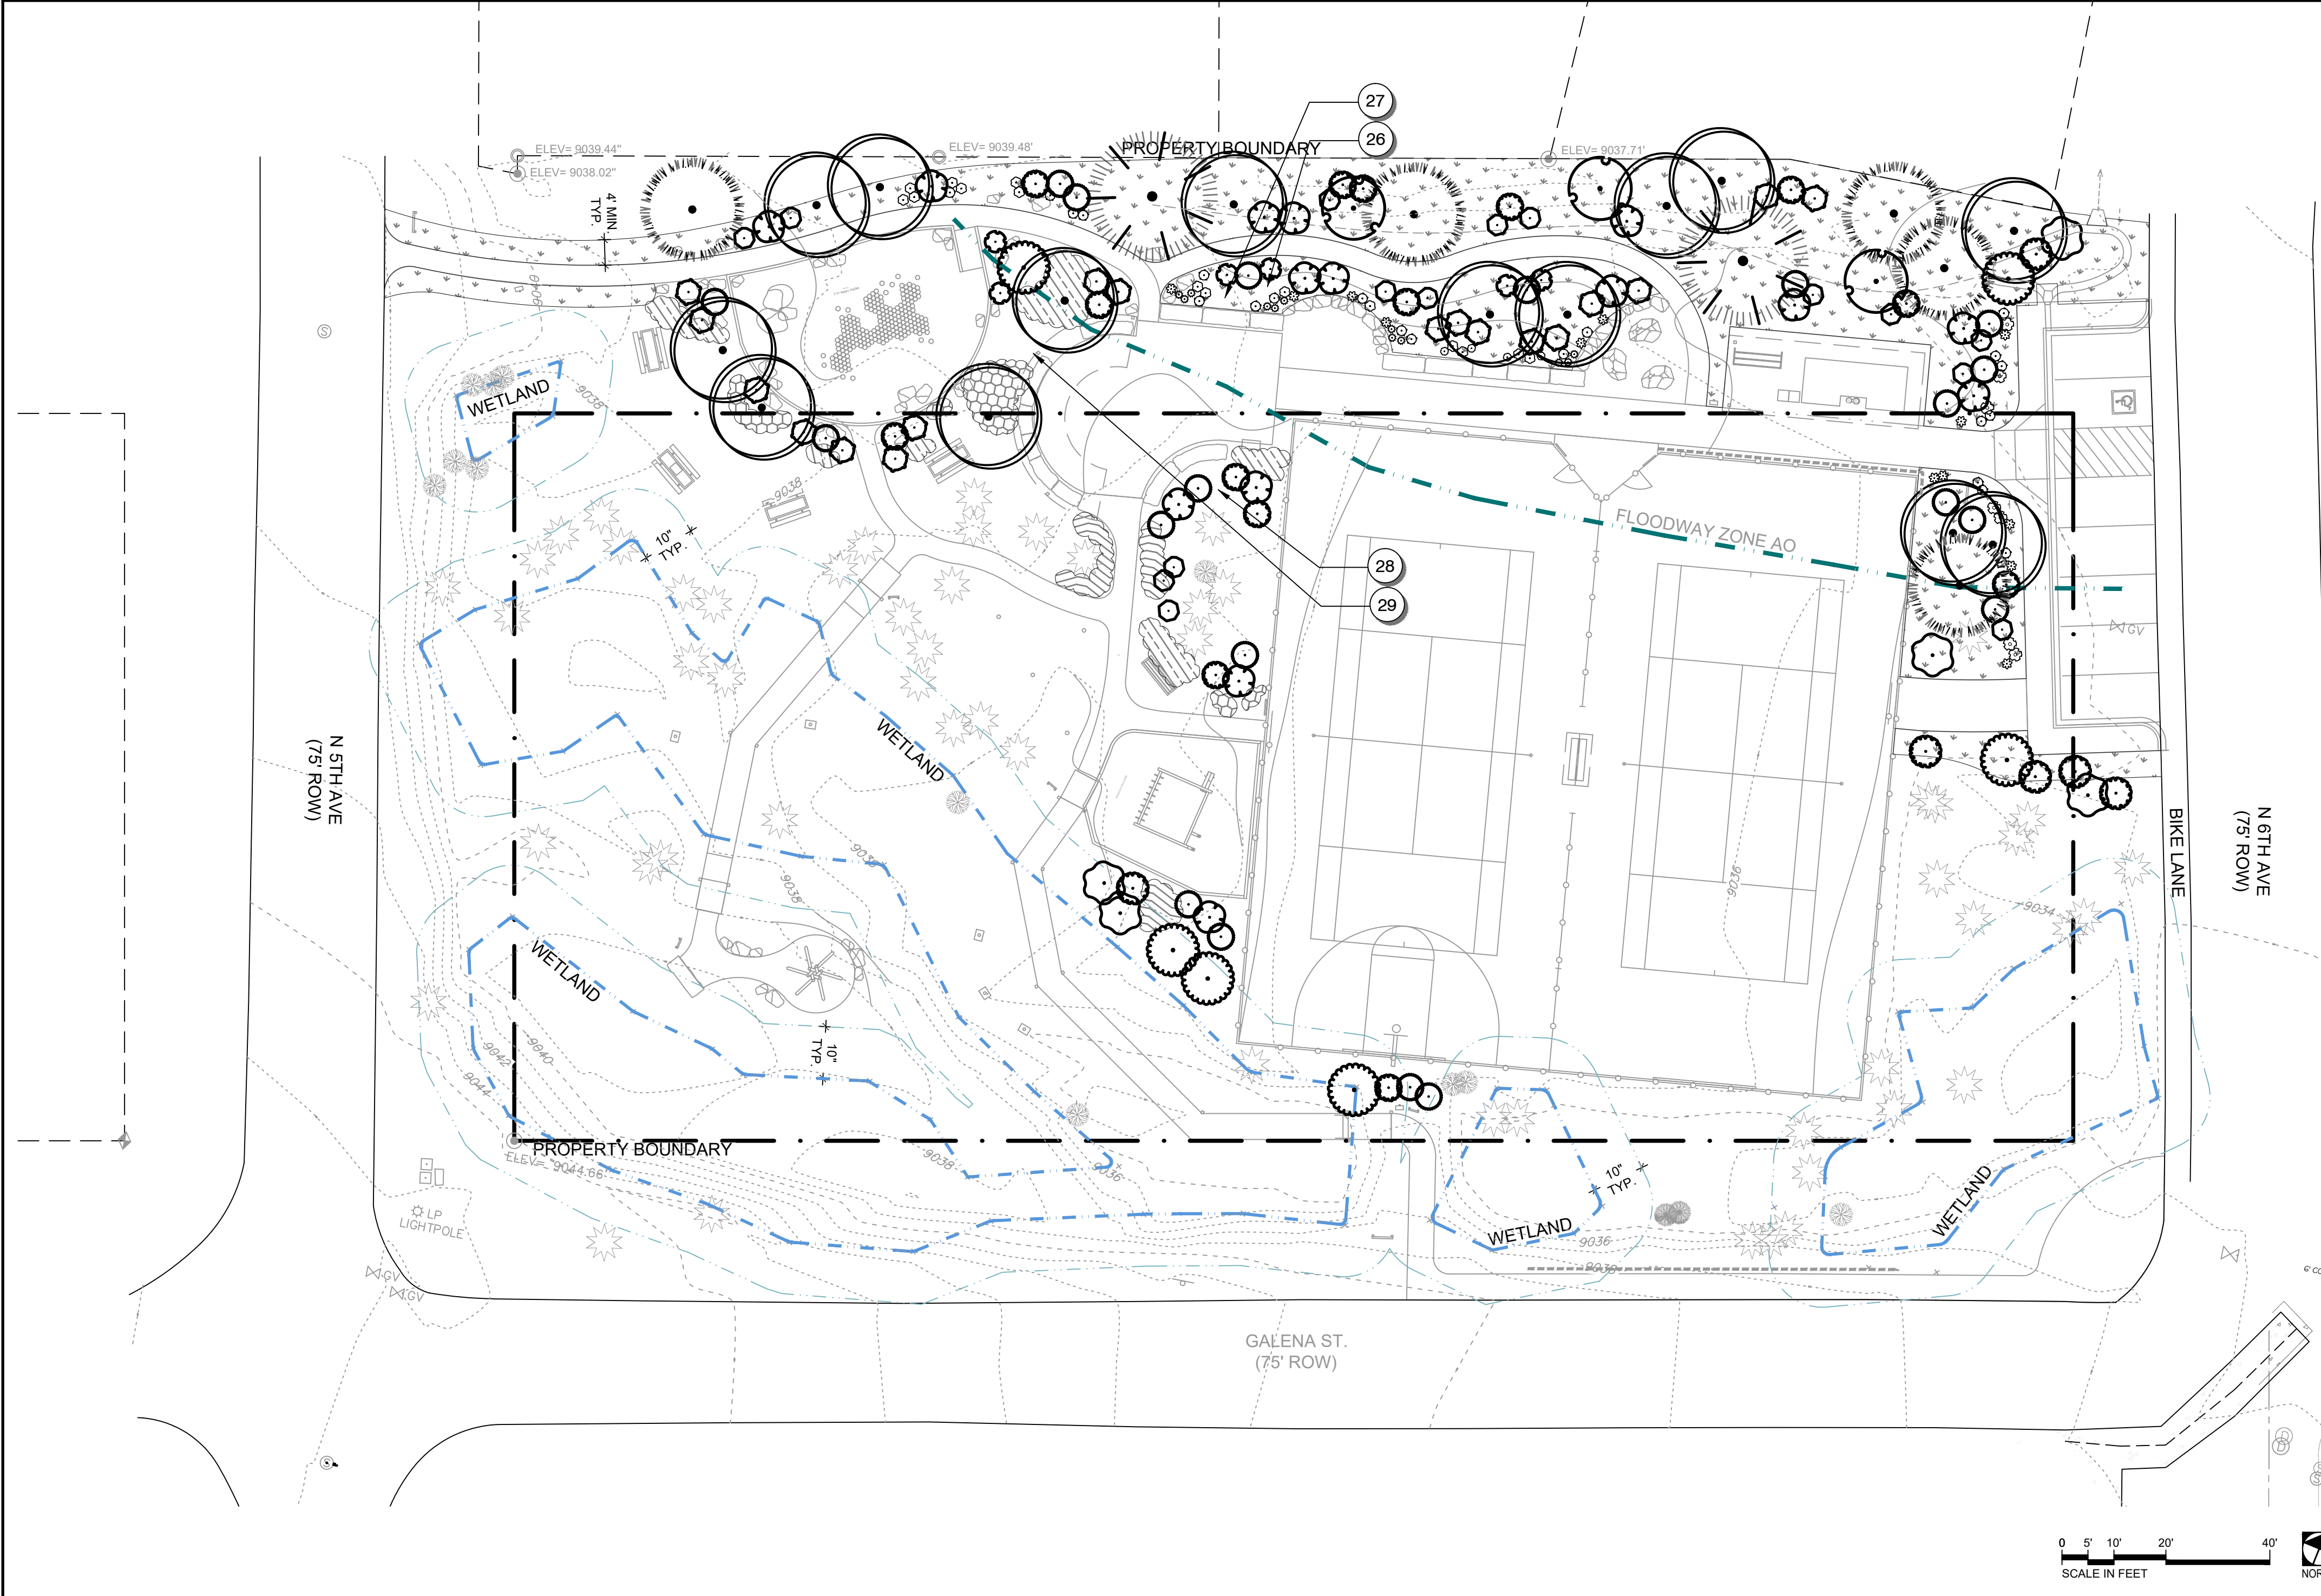 27
26
PROPERTY BOUNDARY
ELEV= 9039.44"
ELEV= 9038.02"
ELEV= 9039.48'
ELEV= 9037.71'
4' MIN.
TYP.
WETLAND
9038
9038
10"
TYP.
28
29
FLOODWAY ZONE AO
GV
N 5TH AVE
(75' ROW)
WETLAND
BIKE LANE
N 6TH AVE
(75' ROW)
9038
9036
9034
WETLAND
10"
TYP.
9042
9040
9044
PROPERTY BOUNDARY
ELEV= 9044.66"
9038
9036
10"
TYP.
WETLAND
WETLAND
9036
9038
LP
LIGHTPOLE
GV
GV
GALENA ST.
(75' ROW)
S
D
0 5' 10' 20' 40'
SCALE IN FEET